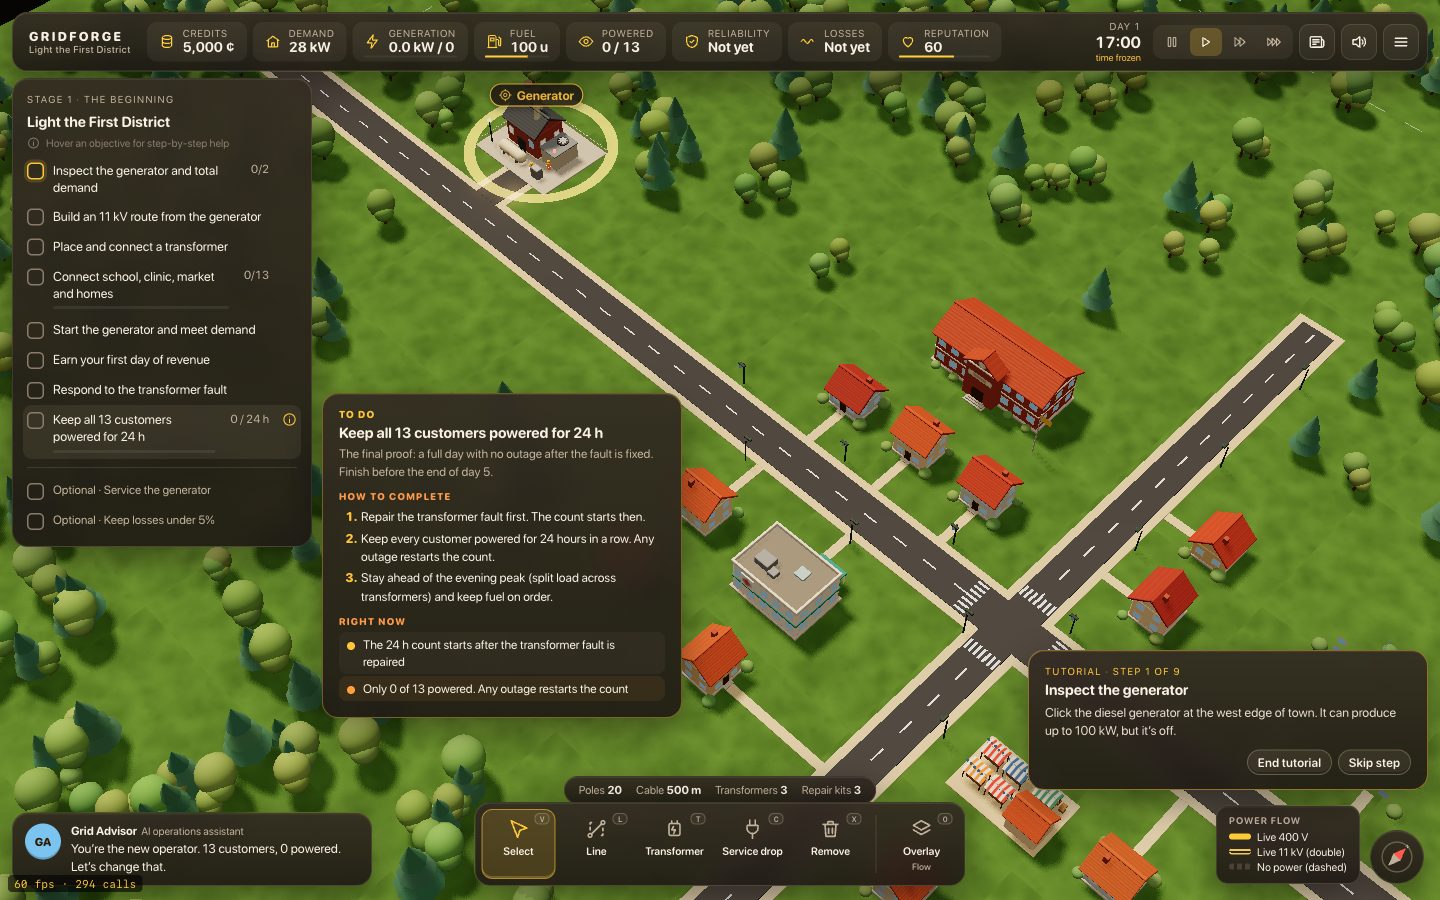 GRIDFORGE
Light the First District
CREDITS
5,000 ¢
DEMAND
28 kW
GENERATION
0.0 kW / 0
FUEL
100 u
POWERED
0 / 13
RELIABILITY
Not yet
LOSSES
Not yet
REPUTATION
60
DAY 1
17:00
time frozen
STAGE 1 · THE BEGINNING
Light the First District
Hover an objective for step-by-step help
Inspect the generator and total 0/2
demand
Build an 11 kV route from the generator
Place and connect a transformer
Connect school, clinic, market 0/13
and homes
Start the generator and meet demand
Earn your first day of revenue
Respond to the transformer fault
Keep all 13 customers 0 / 24 h
powered for 24 h
Optional · Service the generator
Optional · Keep losses under 5%
Generator
TO DO
Keep all 13 customers powered for 24 h
The final proof: a full day with no outage after the fault is fixed.
Finish before the end of day 5.
HOW TO COMPLETE
1. Repair the transformer fault first. The count starts then.
2. Keep every customer powered for 24 hours in a row. Any
outage restarts the count.
3. Stay ahead of the evening peak (split load across
transformers) and keep fuel on order.
RIGHT NOW
The 24 h count starts after the transformer fault is
repaired
Only 0 of 13 powered. Any outage restarts the count
TUTORIAL · STEP 1 OF 9
Inspect the generator
Click the diesel generator at the west edge of town. It can produce
up to 100 kW, but it's off.
End tutorial
Skip step
Poles 20 Cable 500 m Transformers 3 Repair kits 3
V
Select
L
Line
T
Transformer
C
Service drop
X
Remove
O
Overlay
Flow
GA
Grid Advisor AI operations assistant
You're the new operator. 13 customers, 0 powered.
Let's change that.
60 fps · 294 calls
POWER FLOW
Live 400 V
Live 11 kV (double)
No power (dashed)